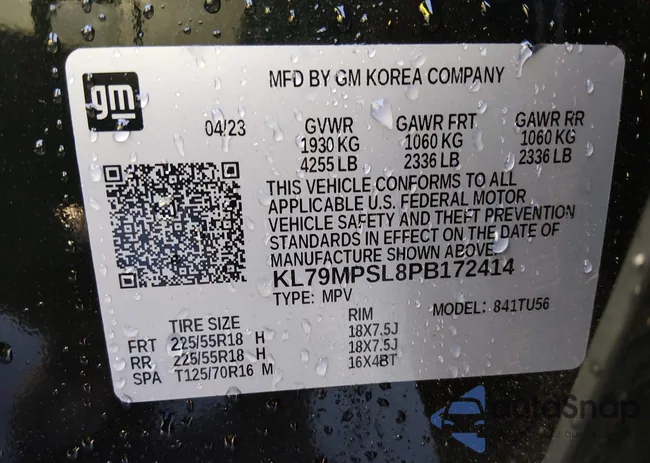 gm
MFD BY GM KOREA COMPANY
04/23 GVWR GAWR FRT GAWR RR
1930 KG 1060 KG 1060 KG
4255 LB 2336 LB 2336 LB
THIS VEHICLE CONFORMS TO ALL
APPLICABLE U.S. FEDERAL MOTOR
VEHICLE SAFETY AND THEFT PREVENTION
STANDARDS IN EFFECT ON THE DATE OF
MANUFACTURE SHOWN ABOVE.
KL79MPSL8PB172414
TYPE: MPV MODEL: 841TU56
TIRE SIZE RIM
FRT 225/55R18 H 18X7.5J
RR 225/55R18 H 18X7.5J
SPA T125/70R16 M 16X4BT
autoSnap